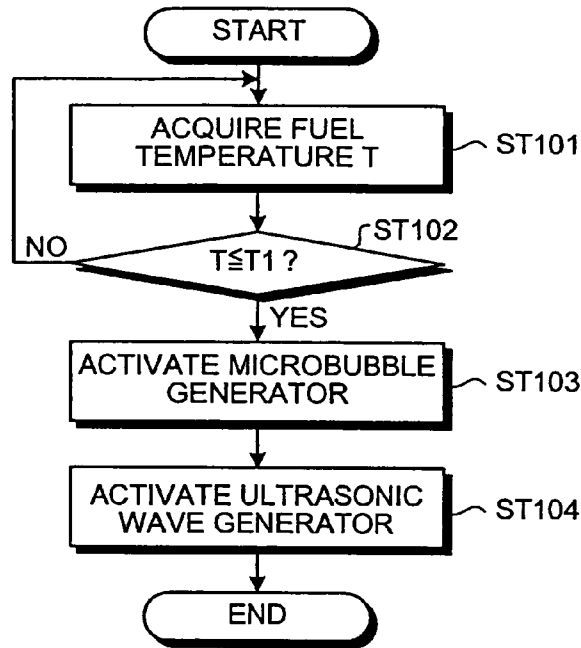 START
ACQUIRE FUEL
TEMPERATURE T
ST101
ST102
NO
T≦T1 ?
YES
ACTIVATE MICROBUBBLE
GENERATOR
ST103
ACTIVATE ULTRASONIC
WAVE GENERATOR
ST104
END